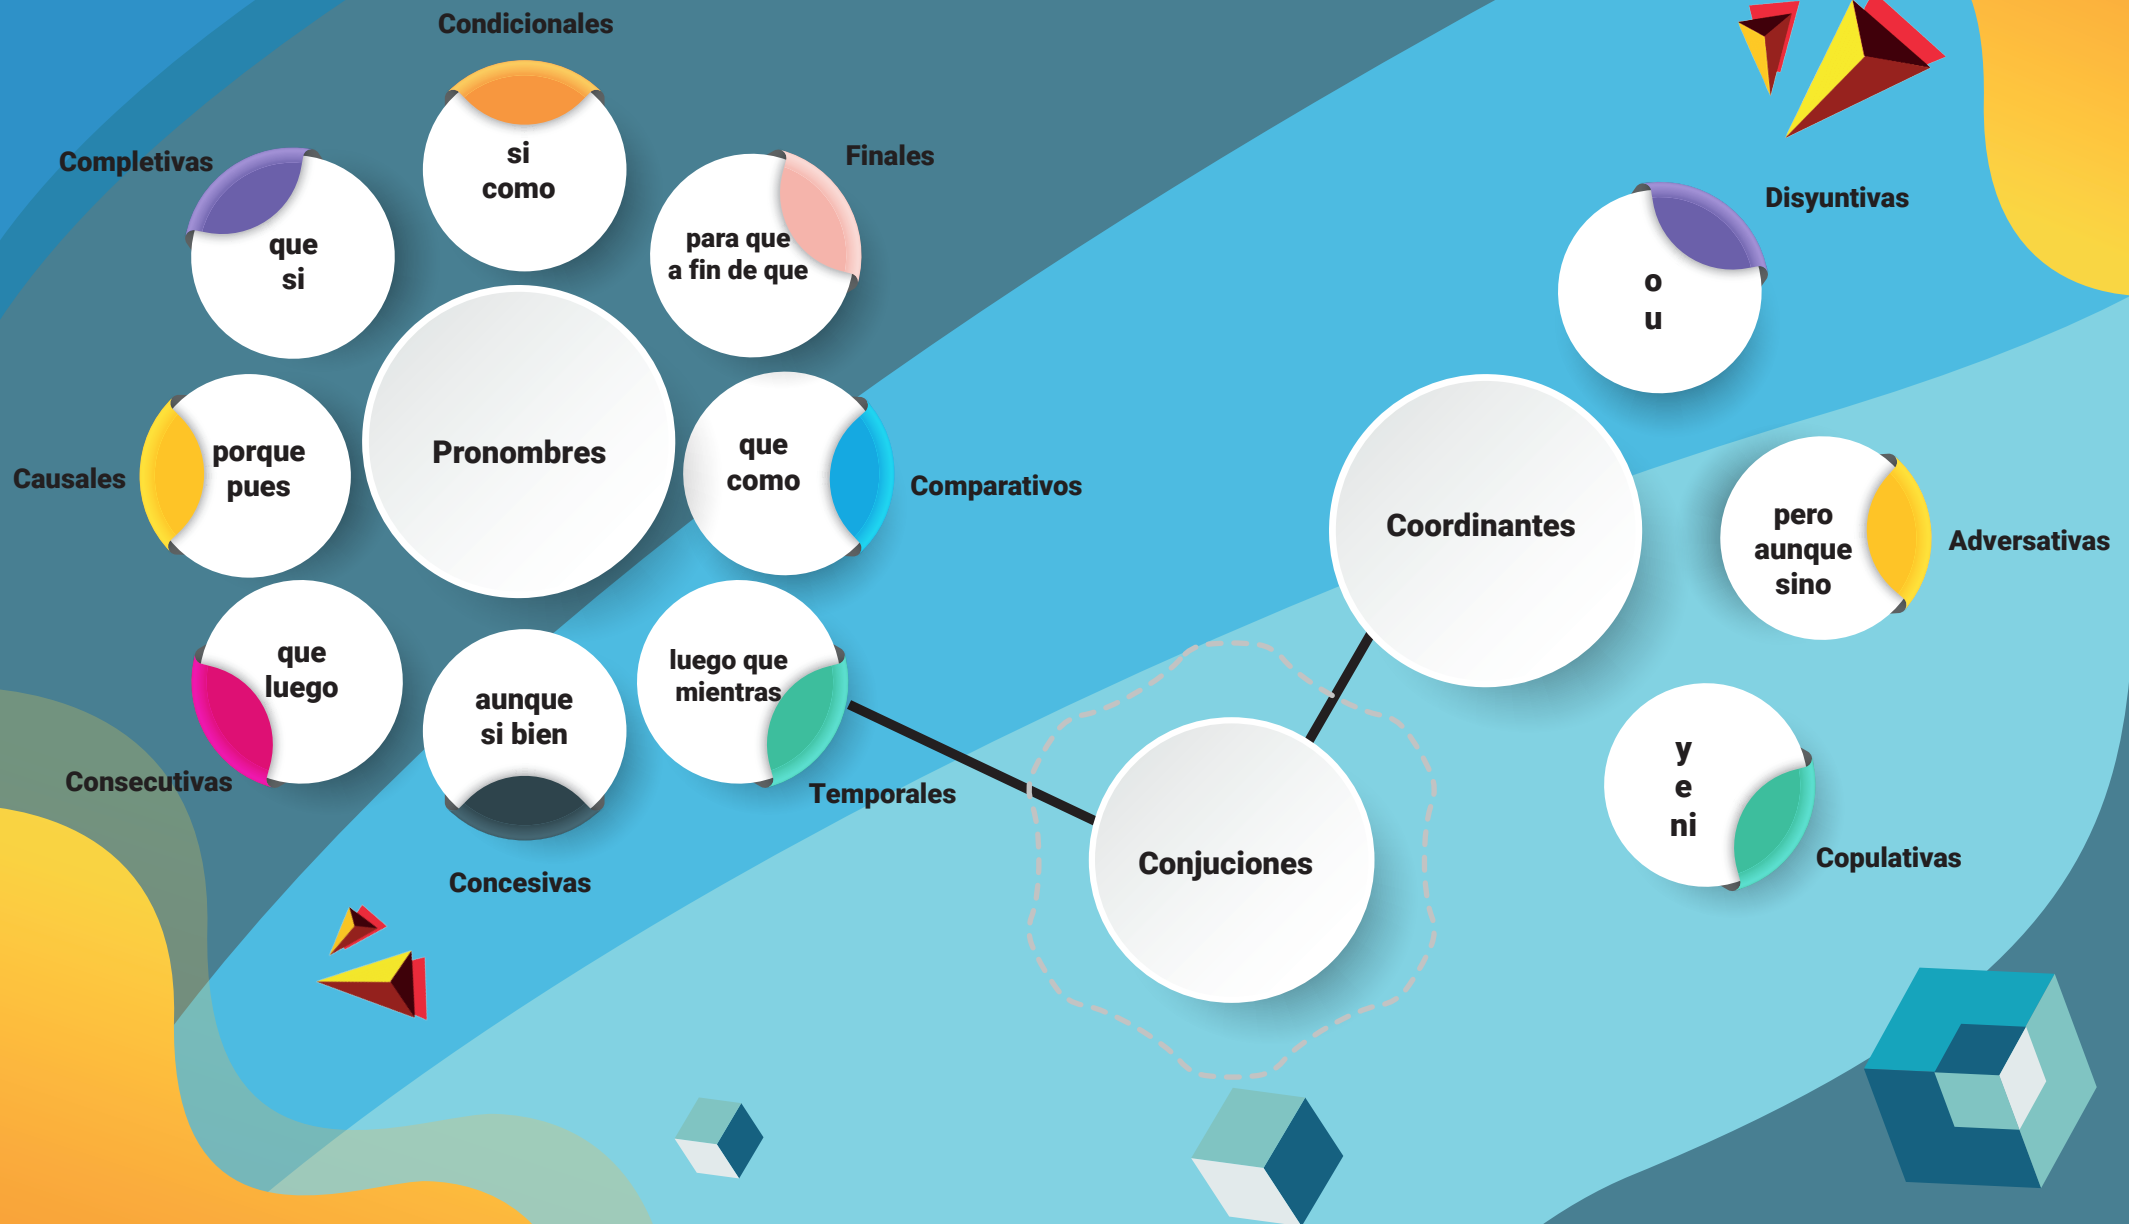 Condicionales
si
como
Completivas
que
si
Finales
para que
a fin de que
Causales
porque
pues
Pronombres
que
como
Comparativos
Consecutivas
que
luego
aunque
si bien
Concesivas
luego que
mientras
Temporales
Conjuciones
Coordinantes
Disyuntivas
o
u
pero
aunque
sino
Adversativas
y
e
ni
Copulativas